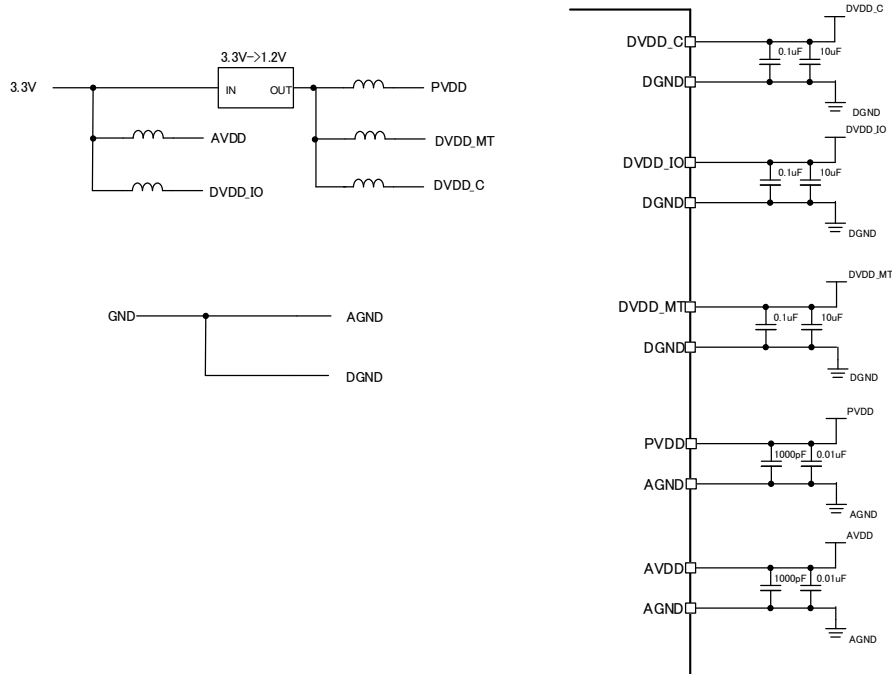 3.3V->1.2V
3.3V
IN
OUT
PVDD
AVDD
DVDD_MT
DVDD_IO
DVDD_C
GND
AGND
DGND
DVDD_C
DVDD_C
0.1uF
10uF
DGND
DGND
DVDD_IO
DVDD_IO
0.1uF
10uF
DGND
DGND
DVDD_MT
DVDD_MT
0.1uF
10uF
DGND
DGND
PVDD
PVDD
1000pF
0.01uF
AGND
AGND
AVDD
AVDD
1000pF
0.01uF
AGND
AGND